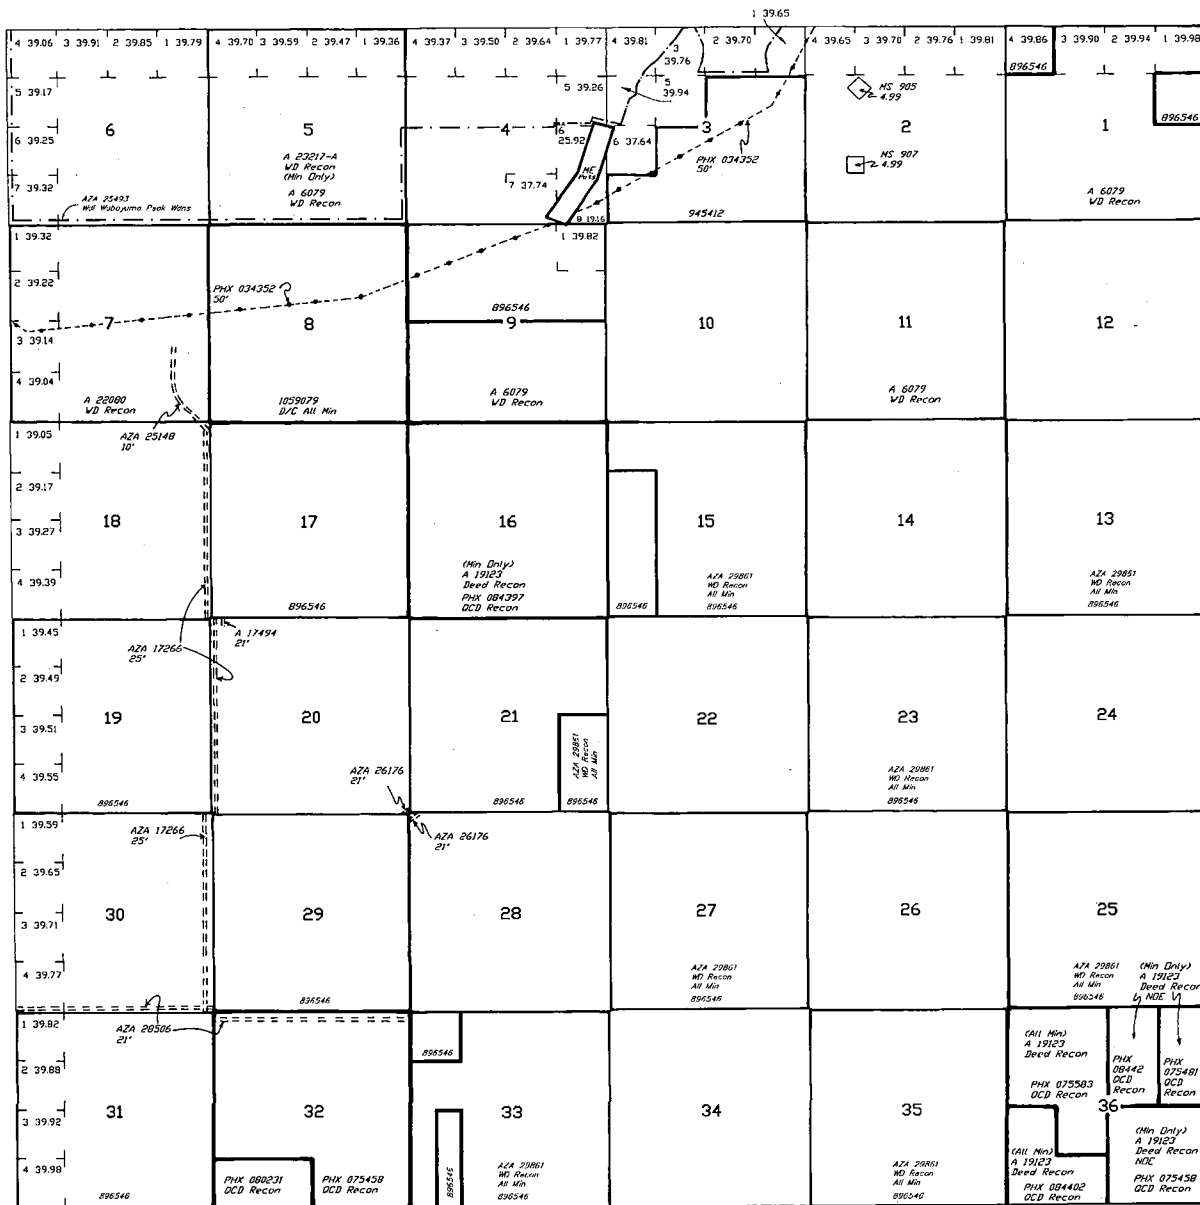 1 39.65
4 39.06 3 39.91 2 39.85 1 39.79 4 39.70 3 39.59 2 39.47 1 39.36 4 39.37 3 39.50 2 39.64 1 39.77 4 39.81 3 39.76 2 39.70 4 39.65 3 39.70 2 39.76 1 39.81 4 39.86 3 39.90 2 39.94 1 39.98
896546
896546
5 39.17
6 39.25
7 39.32
6
AZA 25493
Wal Wubayuma Psok Wdns
5
A 23217-A
WD Recon
(Min Only)
A 6079
WD Recon
4
5 39.26
6
25.92
7 37.74
ME
Pats
8 19.16
5
39.94
6 37.64
3
PHX 034352
50'
945412
2
MS 905
4.99
MS 907
4.99
1
A 6079
WD Recon
1 39.32
2 39.22
3 39.14
4 39.04
7
A 22080
WD Recon
PHX 034352
50'
8
1059079
D/C All Min
1 39.82
896546
9
A 6079
WD Recon
10
11
A 6079
WD Recon
12
AZA 25148
10'
1 39.05
2 39.17
3 39.27
4 39.39
18
17
896546
16
(Min Only)
A 19123
Deed Recon
PHX 084397
QCD Recon
15
896546
AZA 29861
WD Recon
All Min
896546
14
13
AZA 29861
WD Recon
All Min
896546
1 39.45
2 39.49
3 39.51
4 39.55
AZA 17266
25'
19
896546
A 17494
21'
20
AZA 26176
21'
21
896546
AZA 29861
WD Recon
All Min
896546
22
23
AZA 29861
WD Recon
All Min
896546
24
1 39.59
2 39.65
3 39.71
4 39.77
AZA 17266
25'
30
29
896546
AZA 26176
21'
28
27
AZA 29861
WD Recon
All Min
896546
26
25
AZA 29861
WD Recon
All Min
896546
(Min Only)
A 19123
Deed Recon
NOE
1 39.82
2 39.88
3 39.92
4 39.98
AZA 28506
21'
31
896546
32
PHX 080231
QCD Recon
PHX 075458
QCD Recon
896546
33
896546
AZA 29861
WD Recon
All Min
896546
34
35
AZA 29861
WD Recon
All Min
896546
(All Min)
A 19123
Deed Recon
PHX 075583
QCD Recon
PHX
08442
QCD
Recon
PHX
075481
QCD
Recon
36
(All Min)
A 19123
Deed Recon
PHX 084402
QCD Recon
(Min Only)
A 19123
Deed Recon
NOE
PHX 075458
QCD Recon